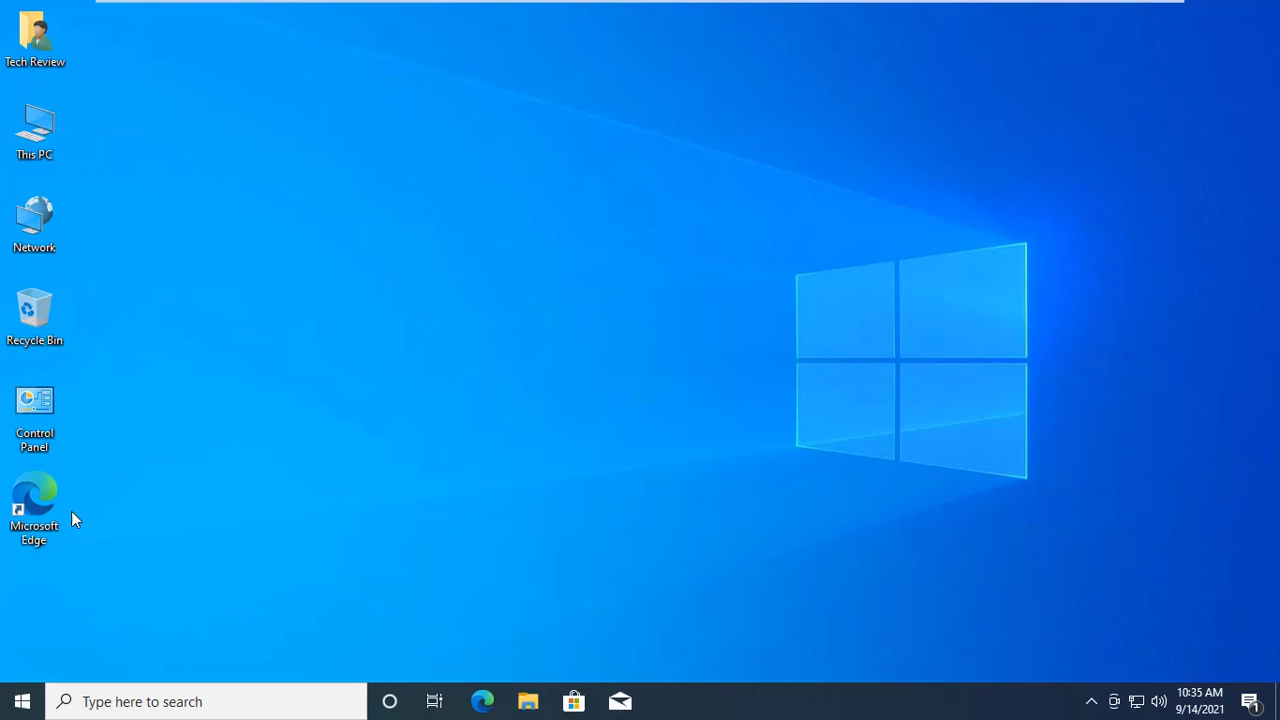 Tech Review
This PC
Network
Recycle Bin
Control
Panel
Microsoft
Edge
Type here to search
10:35 AM
9/14/2021
1